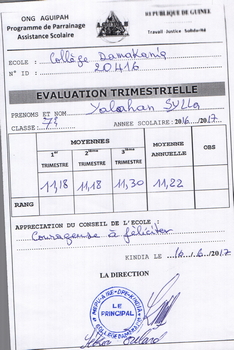 ONG AGUIPAH
Programme de Parrainage
Assistance Scolaire
REPUBLIQUE DE GUINEE
Travail Justice Solidarité
ECOLE : Collège Damakania
N° ID : 20416
EVALUATION TRIMESTRIELLE
PRENOMS ET NOM : Yalikhan SYLLA
CLASSE : 7è ANNEE SCOLAIRE : 2016 /2017
MOYENNES
1er TRIMESTRE
2ème TRIMESTRE
3ème TRIMESTRE
MOYENNE ANNUELLE
OBS
11,18 11,18 11,30 11,22
RANG
APPRECIATION DU CONSEIL DE L'ECOLE :
Courageuse à féliciter
KINDIA LE 10/6/2017
LA DIRECTION
LE PRINCIPAL